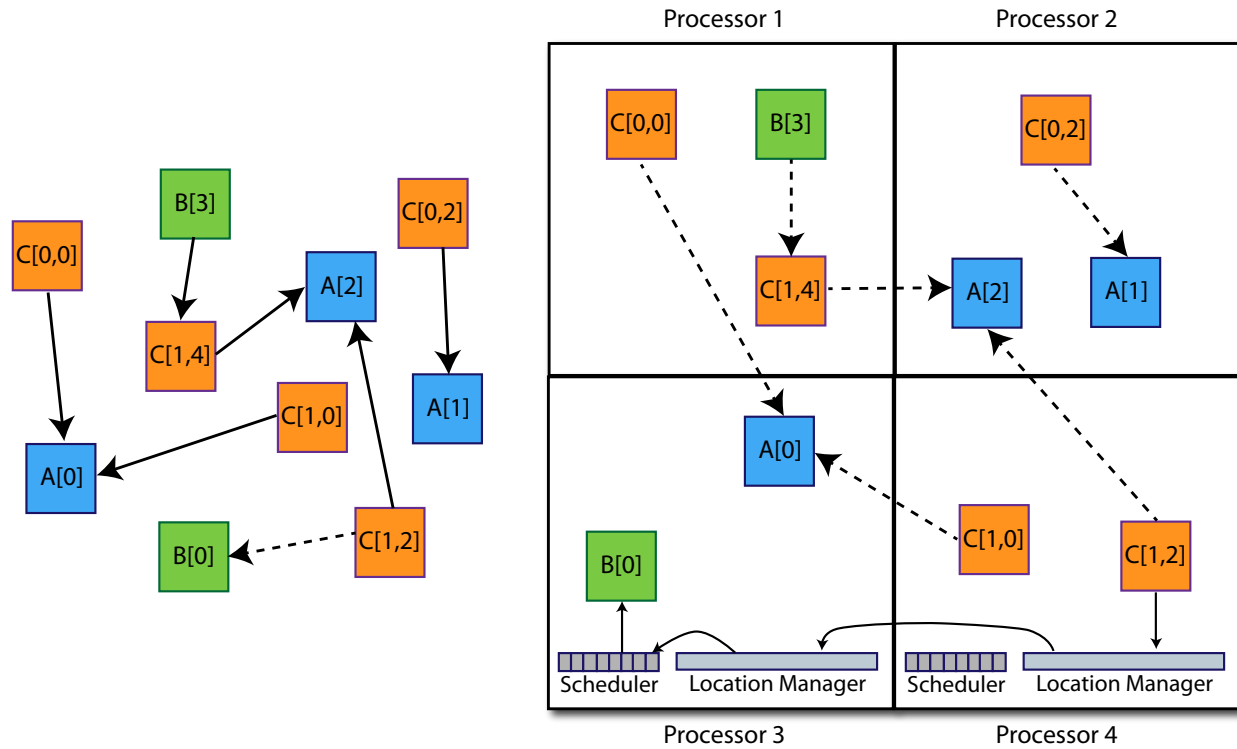 Processor 1
Processor 2
C[0,0]
B[3]
C[0,2]
A[2]
C[1,4]
A[1]
C[1,0]
A[0]
C[1,2]
B[0]
C[0,0]
B[3]
C[0,2]
C[1,4]
A[2]
A[1]
A[0]
C[1,0]
C[1,2]
B[0]
Scheduler
Location Manager
Scheduler
Location Manager
Processor 3
Processor 4